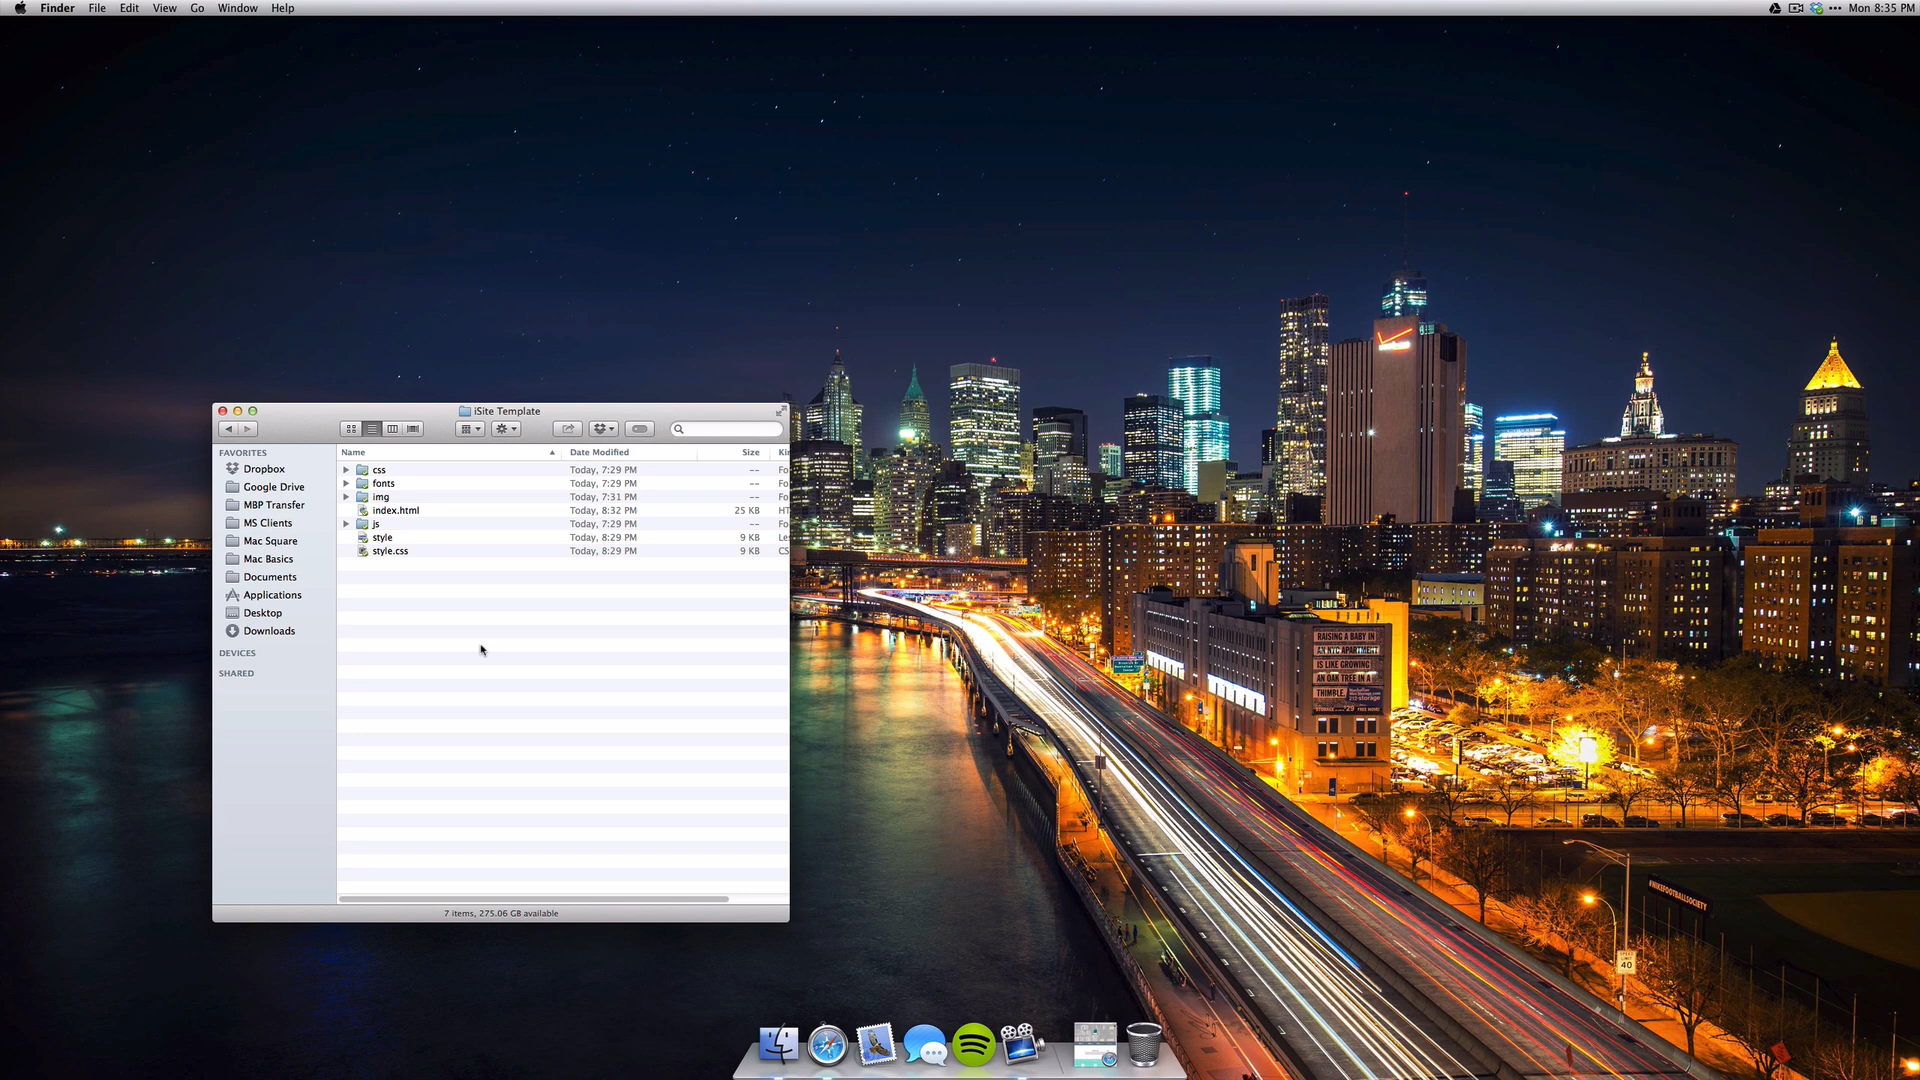 Finder File Edit View Go Window Help
Mon 8:35 PM
iSite Template
FAVORITES
Dropbox
Google Drive
MBP Transfer
MS Clients
Mac Square
Mac Basics
Documents
Applications
Desktop
Downloads
DEVICES
SHARED
Name Date Modified Size Kin
css Today, 7:29 PM -- Fo
fonts Today, 7:29 PM -- Fo
img Today, 7:31 PM -- Fo
index.html Today, 8:32 PM 25 KB HT
js Today, 7:29 PM -- Fo
style Today, 8:29 PM 9 KB Le
style.css Today, 8:29 PM 9 KB CS
7 items, 275.06 GB available
verizon
RAISING A BABY IN
AN NYC APARTMENT
IS LIKE GROWING
AN OAK TREE IN A
THIMBLE.
#NIKEFOOTBALLSOCIETY
SPEED
LIMIT
40